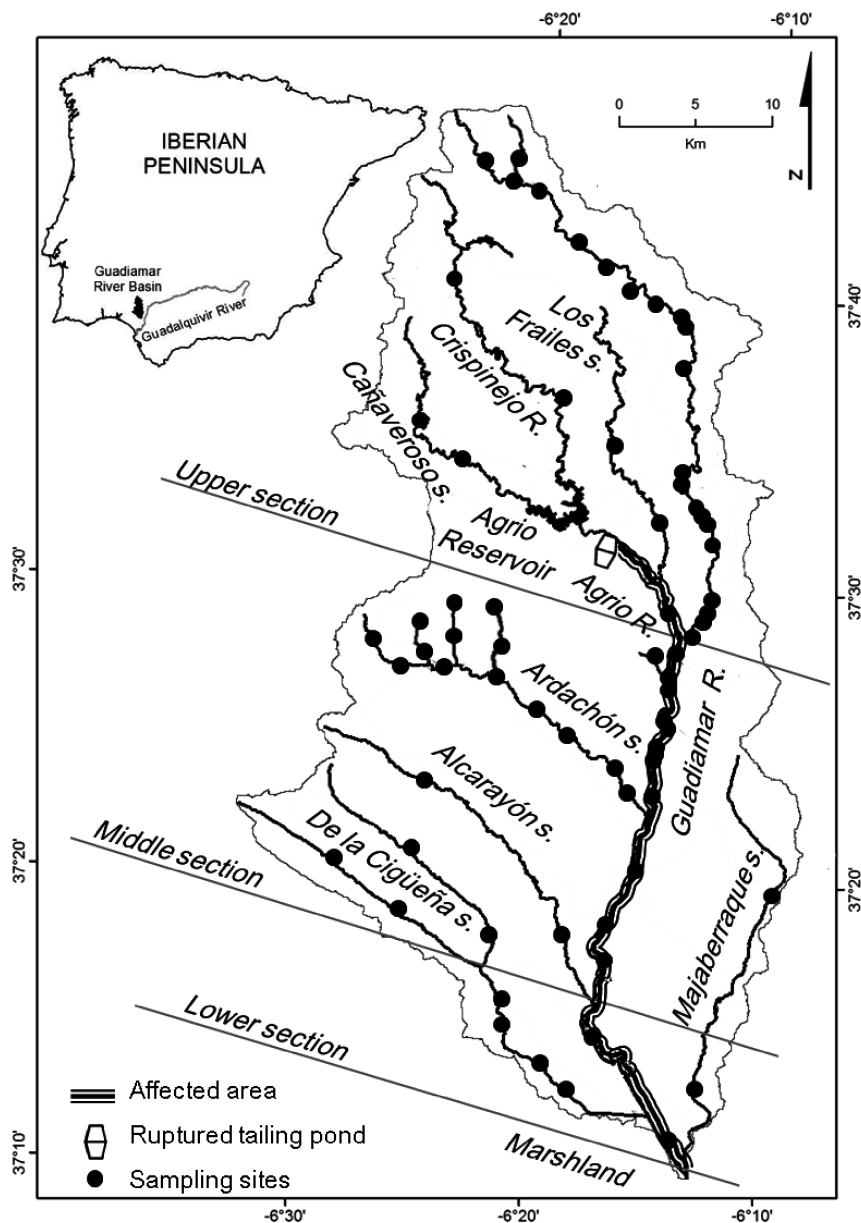 -6°20'
-6°10'
0
5
10
Km
N
IBERIAN
PENINSULA
Guadiamar
River Basin
Guadalquivir River
37°40'
Los
Frailes s.
Crispinejo R.
Cañaveroso s.
Upper section
Agrio
Reservoir
Agrio R.
37°30'
37°30'
Ardachón s.
Guadiamar R.
Alcarayón s.
De la Cigüeña s.
Middle section
37°20'
37°20'
Majaberraque s.
Lower section
Affected area
Ruptured tailing pond
Sampling sites
Marshland
37°10'
-6°30'
-6°20'
-6°10'